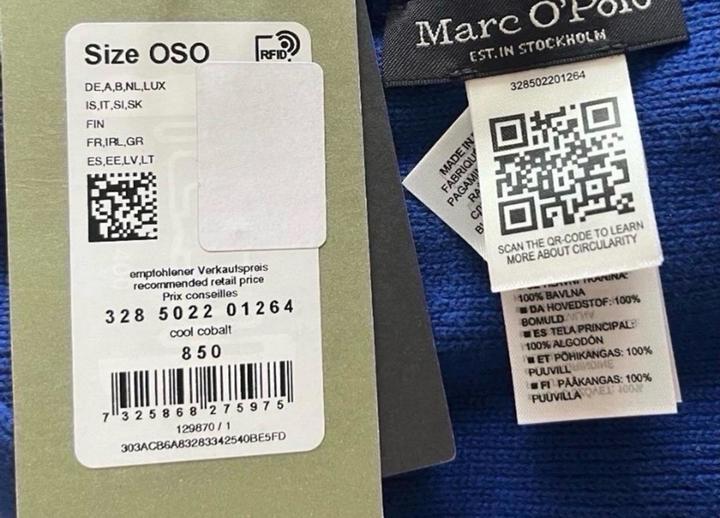 Size OSO
RFID
DE,A,B,NL,LUX
IS,IT,SI,SK
FIN
FR,IRL,GR
ES,EE,LV,LT
empfohlener Verkaufspreis
recommended retail price
Prix conseilles
328 5022 01264
cool cobalt
850
7 325868 275975
129870 / 1
303ACB6A83283342540BE5FD
Marc O'Polo
EST. IN STOCKHOLM
328502201264
SCAN THE QR-CODE TO LEARN
MORE ABOUT CIRCULARITY
MADE IN
100% BAVLNA
■ DA HOVEDSTOF: 100%
BOMULD
■ ES TELA PRINCIPAL:
100% ALGODÓN
■ ET PÕHIKANGAS: 100%
PUUVILL
■ FI PÄÄKANGAS: 100%
PUUVILLA